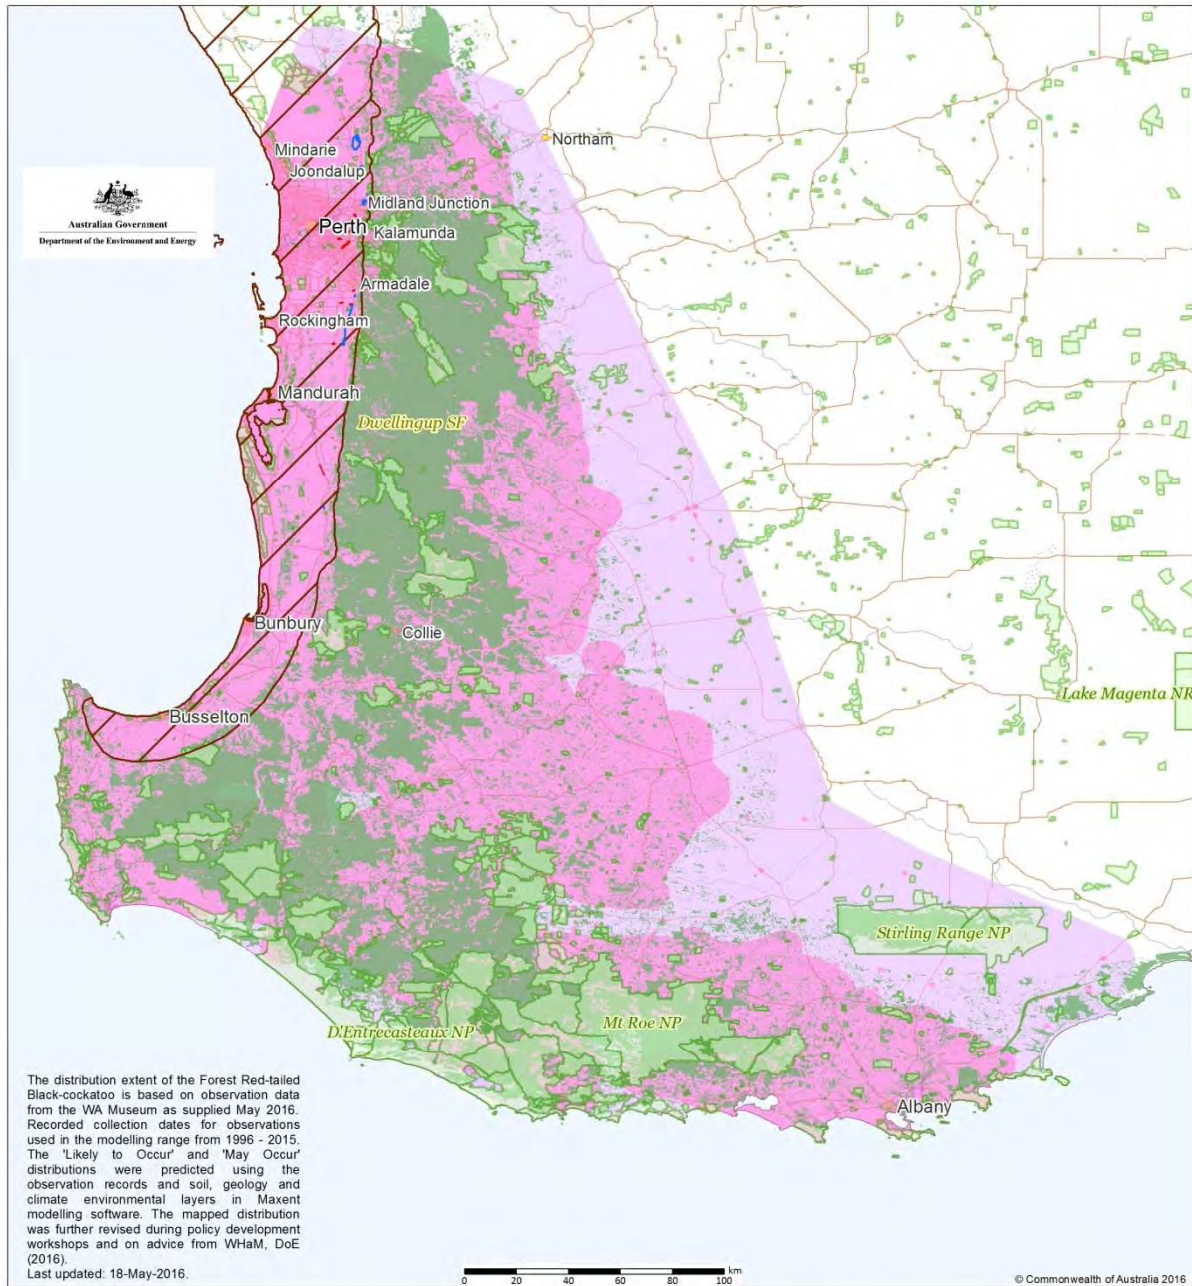 Northam
Mindarie
Joondalup
Australian Government
Department of the Environment and Energy
Midland Junction
Perth
Kalamunda
Armadale
Rockingham
Mandurah
Dwellingup SF
Bunbury
Collie
Lake Magenta NR
Busselton
Stirling Range NP
D'Entrecasteaux NP
Mt Roe NP
Albany
The distribution extent of the Forest Red-tailed
Black-cockatoo is based on observation data
from the WA Museum as supplied May 2016.
Recorded collection dates for observations
used in the modelling range from 1996 - 2015.
The 'Likely to Occur' and 'May Occur'
distributions were predicted using the
observation records and soil, geology and
climate environmental layers in Maxent
modelling software. The mapped distribution
was further revised during policy development
workshops and on advice from WHaM, DoE
(2016).
Last updated: 18-May-2016.
km
0 20 40 60 80 100
© Commonwealth of Australia 2016